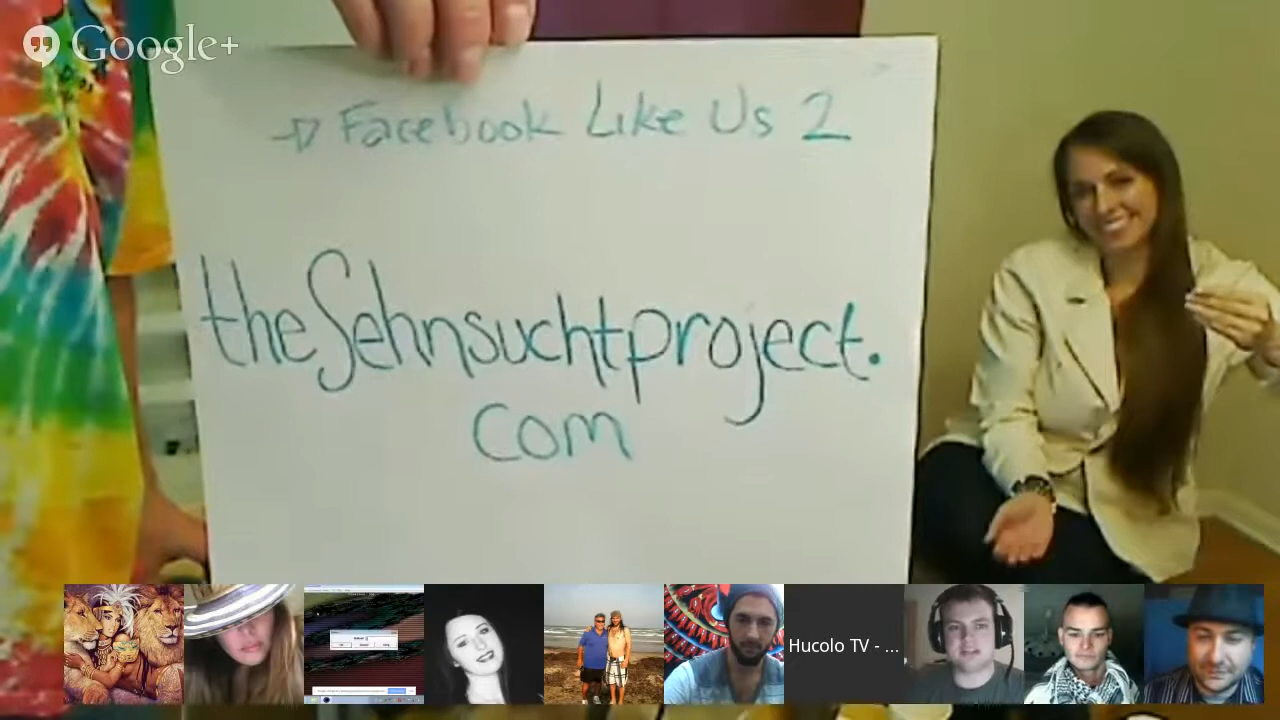 Google+
Facebook Like Us 2
theSehnsuchtproject.
com
Hucolo TV - ...